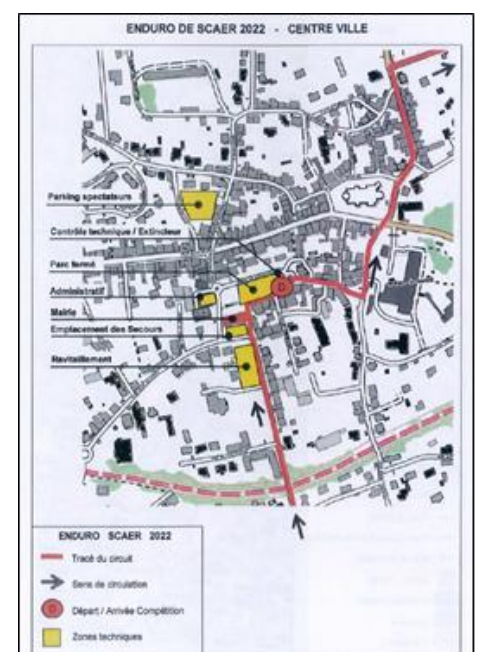 ENDURO DE SCAER 2022 - CENTRE VILLE
Parking spectateurs
Contrôle technique / Extincteur
Parc fermé
Administratif
Mairie
Emplacement des Secours
Ravitaillement
D
ENDURO SCAER 2022
Tracé du circuit
Sens de circulation
D Départ / Arrivée Compétition
Zones techniques